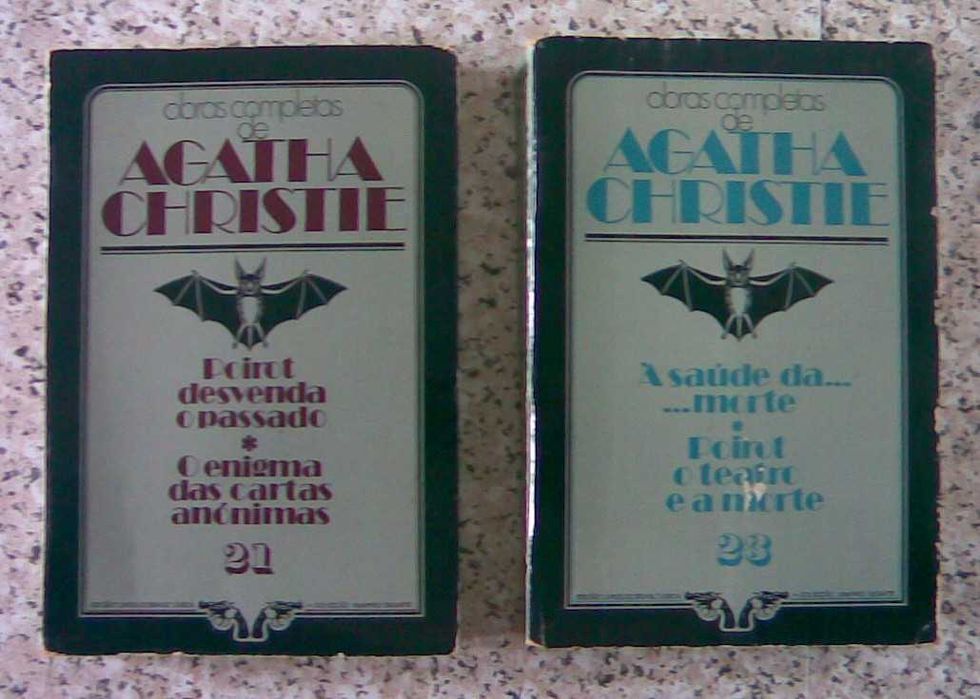 obras completas
de
AGATHA
CHRISTIE
Poirot
desvenda
o passado
*
O enigma
das cartas
anónimas
21
obras completas
de
AGATHA
CHRISTIE
À saúde da...
...morte
Poirot
o teatro
e a morte
23